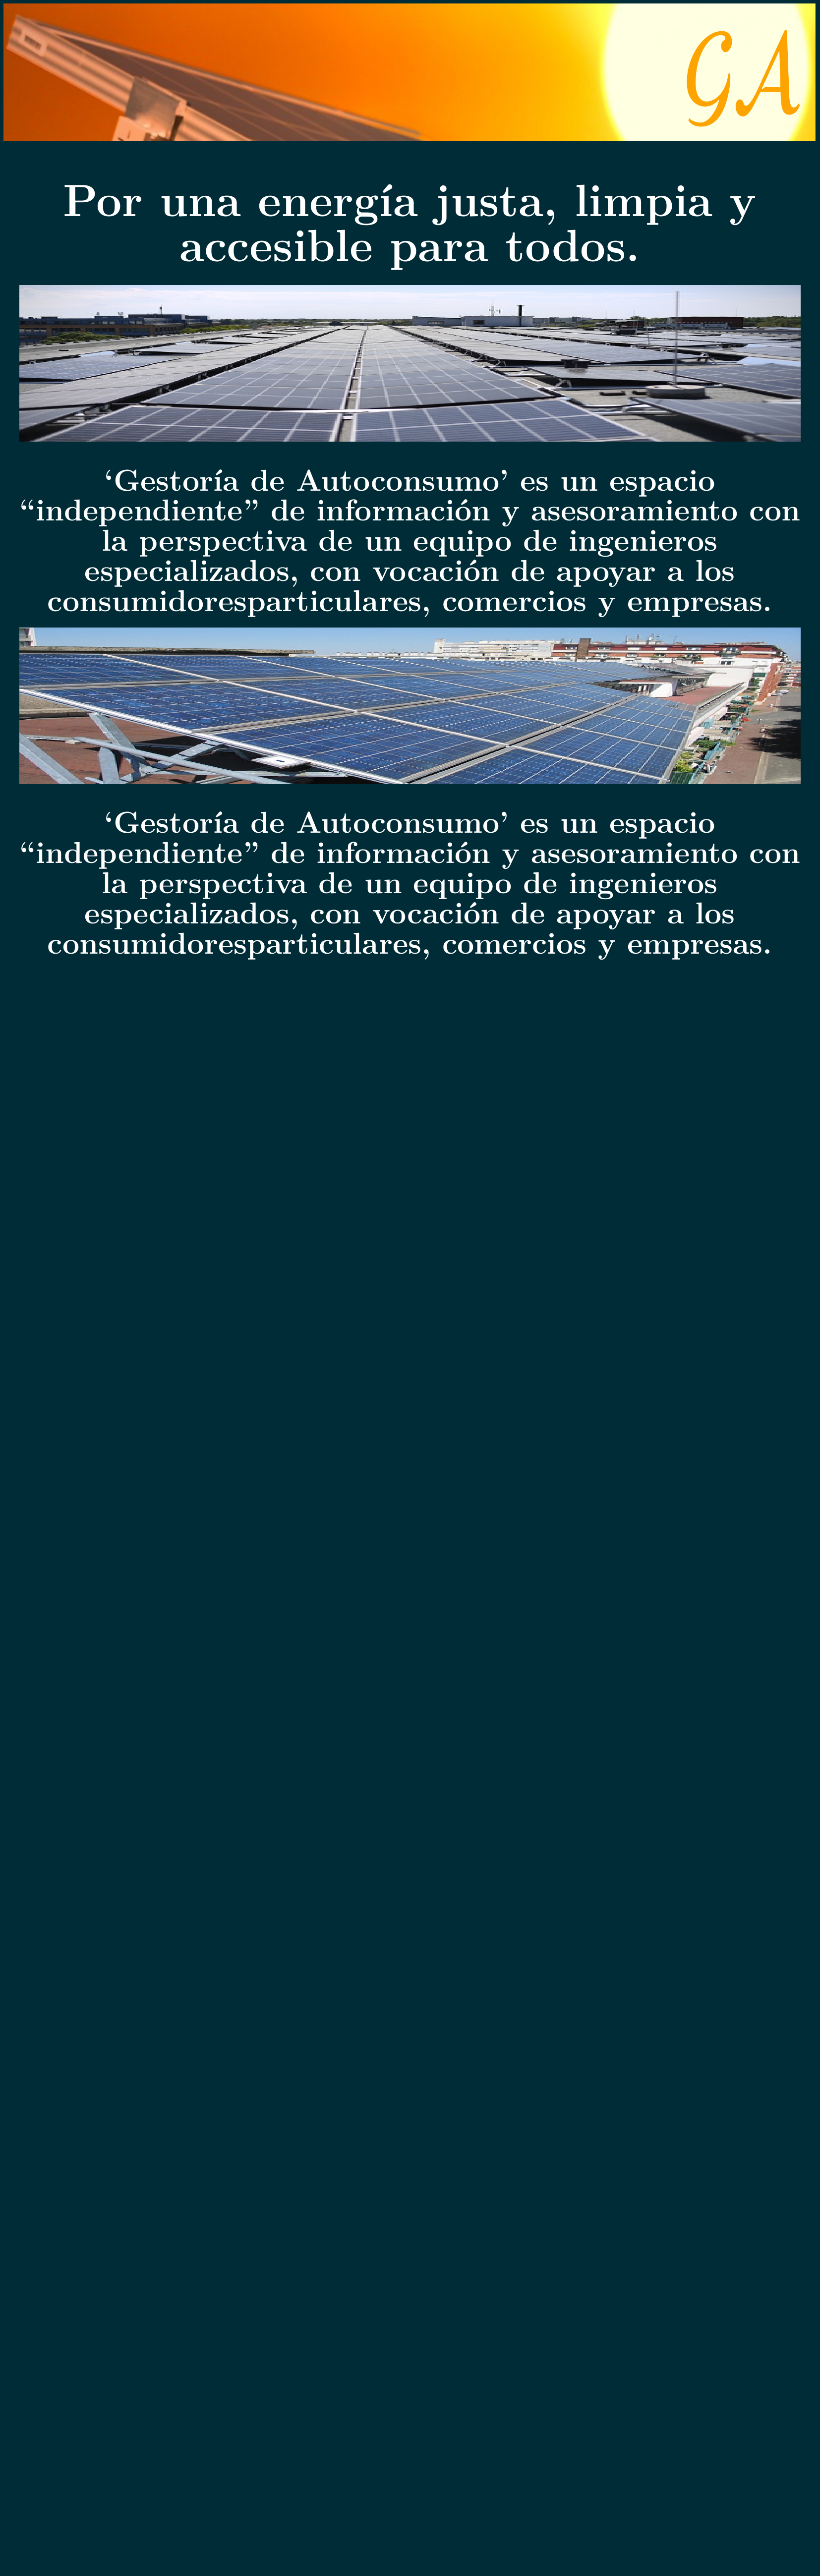 GA
Por una energía justa, limpia y
accesible para todos.
‘Gestoría de Autoconsumo’ es un espacio
“independiente” de información y asesoramiento con
la perspectiva de un equipo de ingenieros
especializados, con vocación de apoyar a los
consumidoresparticulares, comercios y empresas.
‘Gestoría de Autoconsumo’ es un espacio
“independiente” de información y asesoramiento con
la perspectiva de un equipo de ingenieros
especializados, con vocación de apoyar a los
consumidoresparticulares, comercios y empresas.